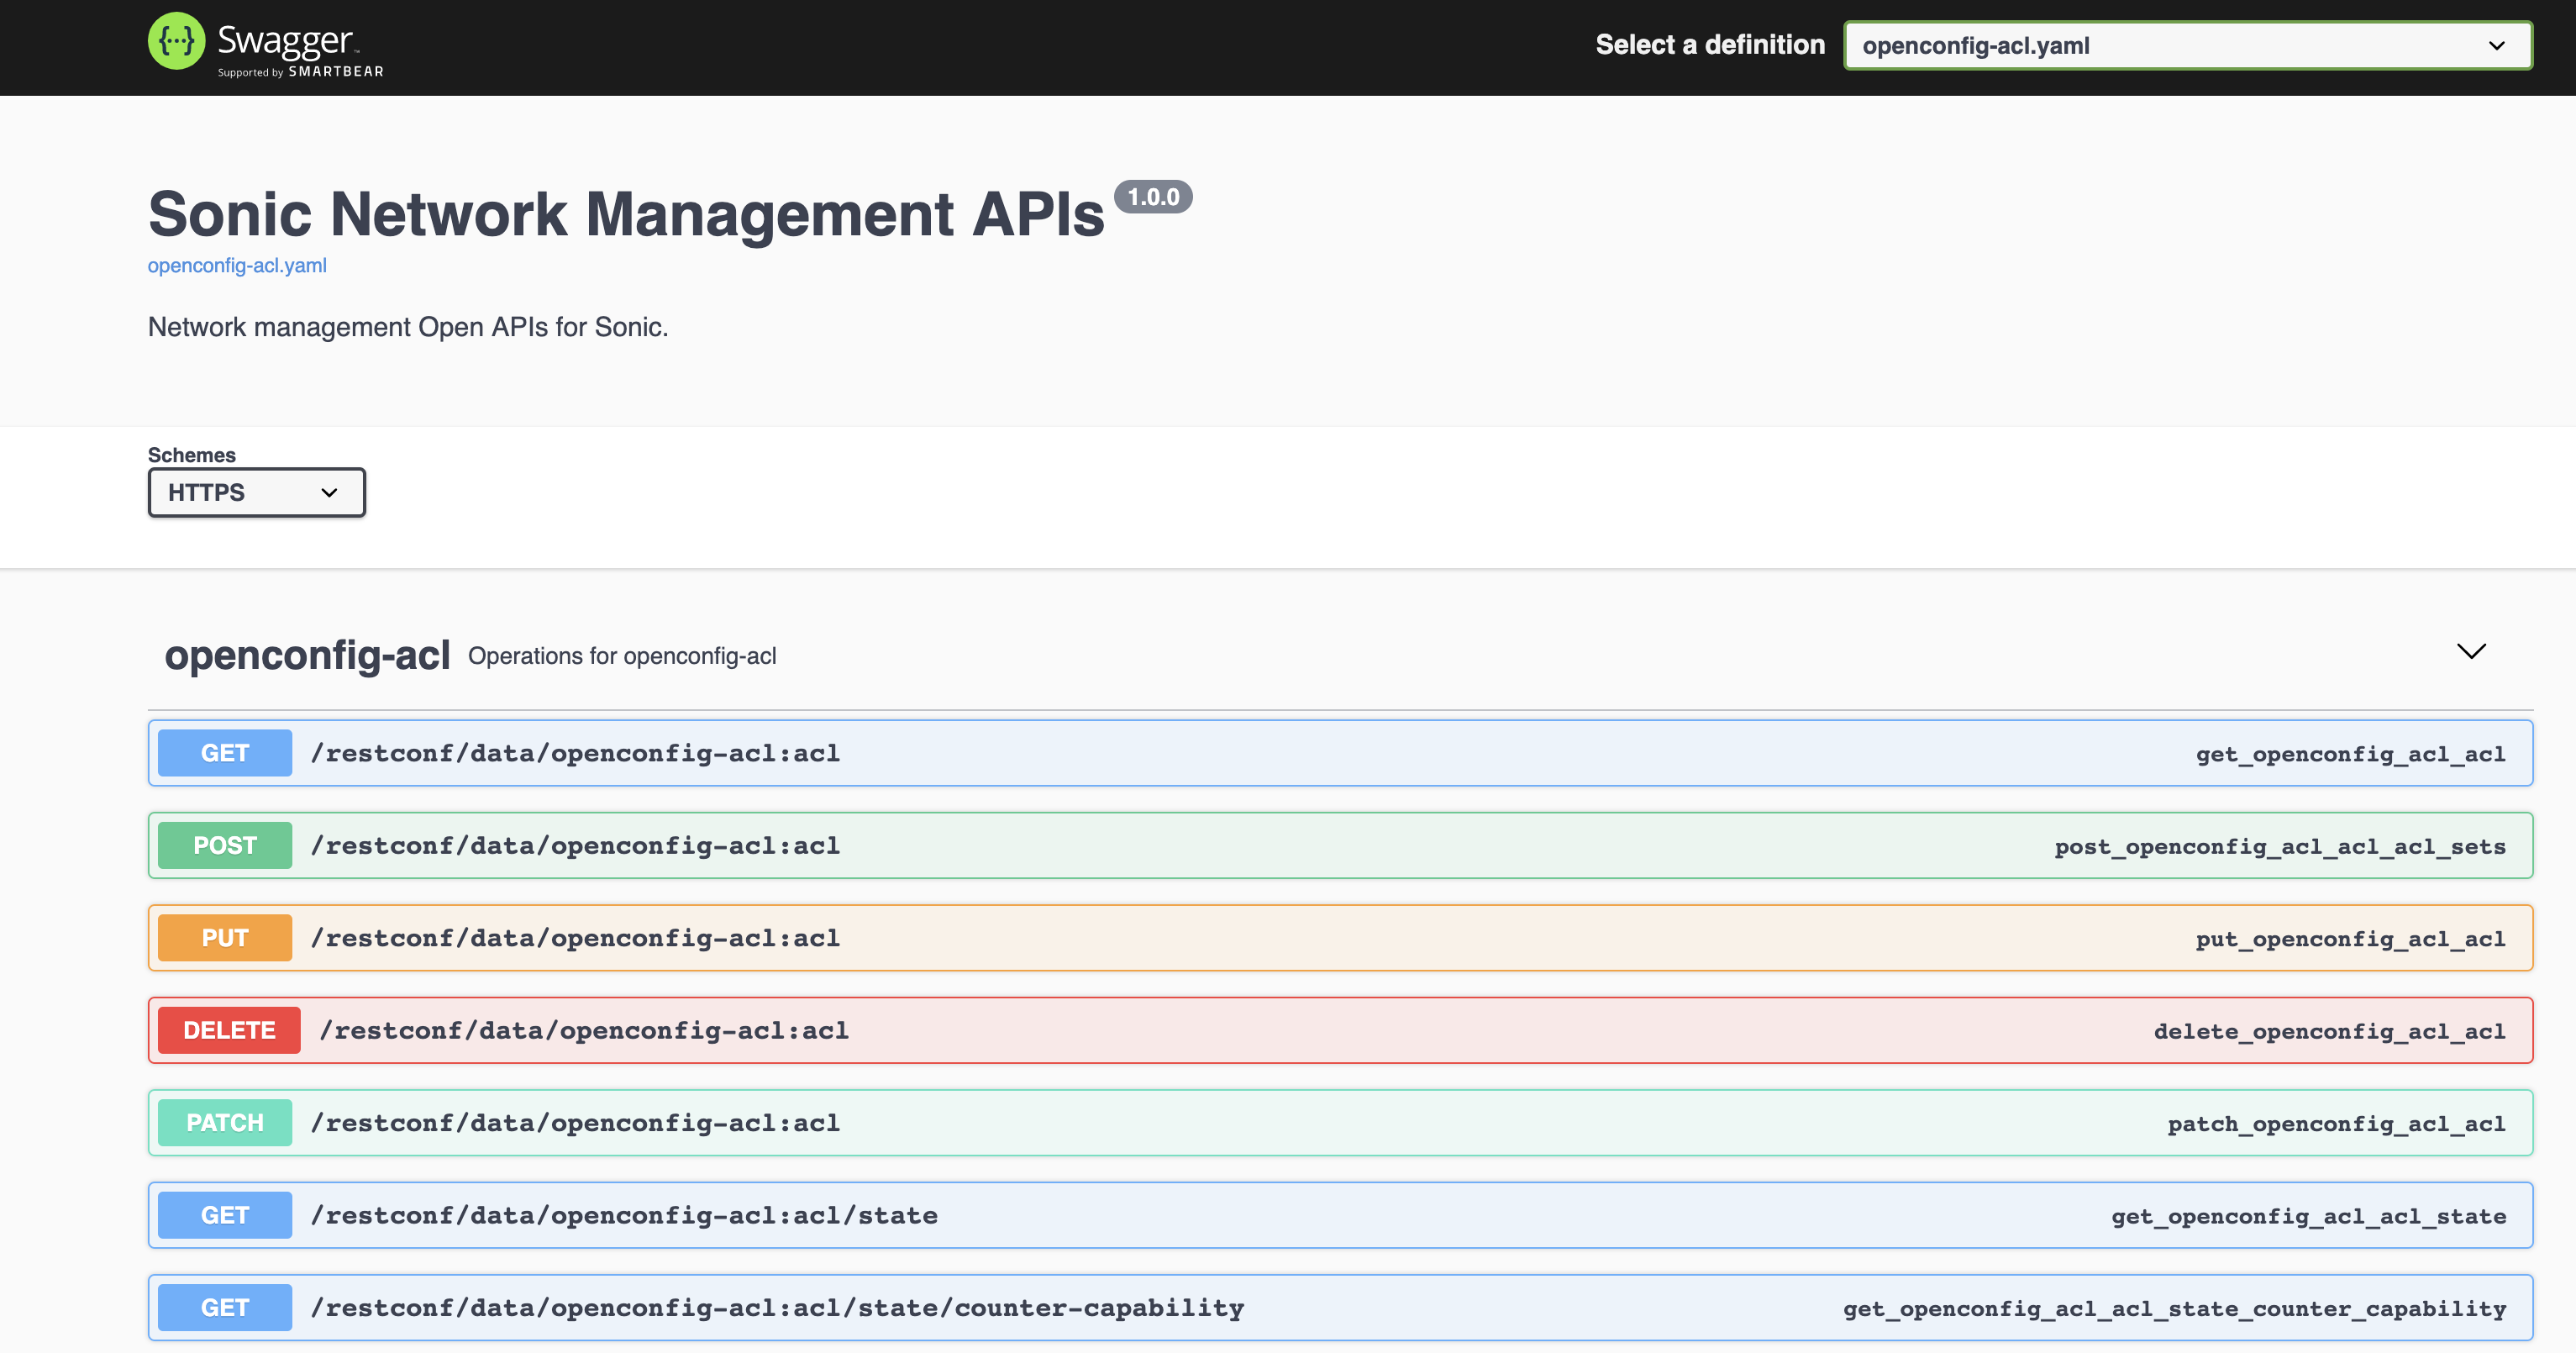 Swagger™
Supported by SMARTBEAR
Select a definition
openconfig-acl.yaml
Sonic Network Management APIs 1.0.0
openconfig-acl.yaml
Network management Open APIs for Sonic.
Schemes
HTTPS
openconfig-acl Operations for openconfig-acl
GET /restconf/data/openconfig-acl:acl get_openconfig_acl_acl
POST /restconf/data/openconfig-acl:acl post_openconfig_acl_acl_acl_sets
PUT /restconf/data/openconfig-acl:acl put_openconfig_acl_acl
DELETE /restconf/data/openconfig-acl:acl delete_openconfig_acl_acl
PATCH /restconf/data/openconfig-acl:acl patch_openconfig_acl_acl
GET /restconf/data/openconfig-acl:acl/state get_openconfig_acl_acl_state
GET /restconf/data/openconfig-acl:acl/state/counter-capability get_openconfig_acl_acl_state_counter_capability